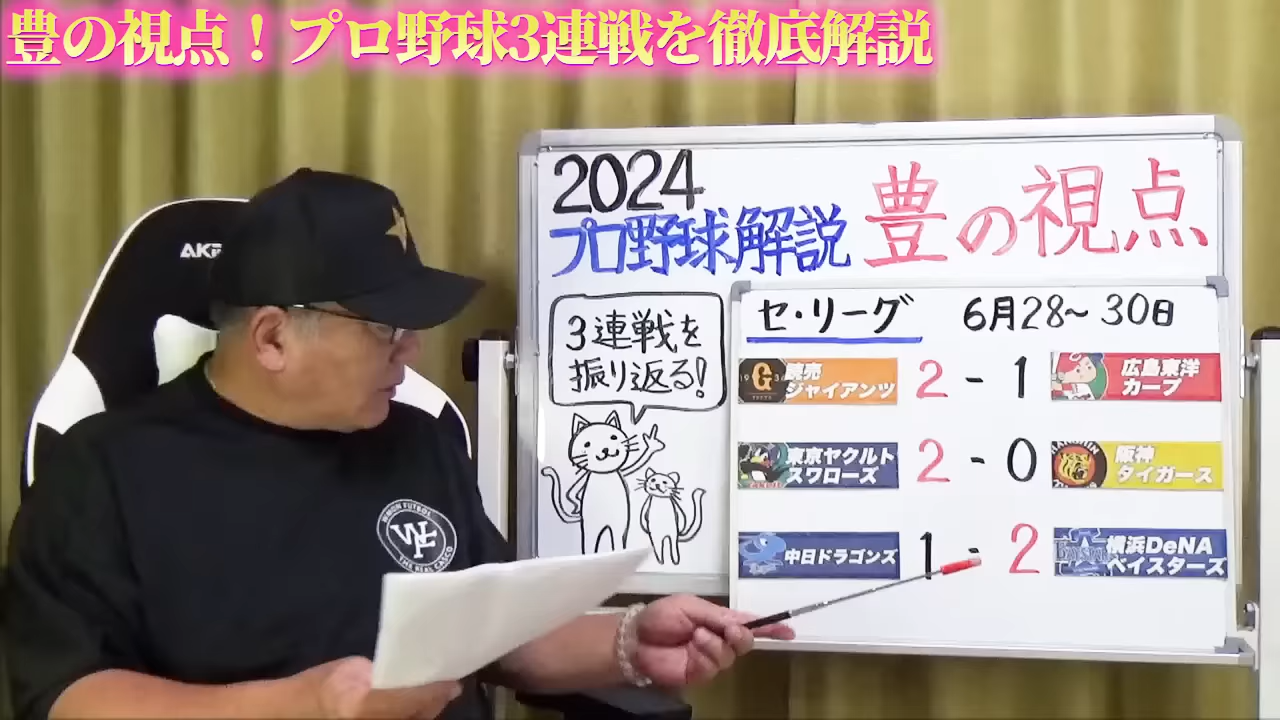 豊の視点！プロ野球3連戦を徹底解説
2024
プロ野球解説 豊の視点
3連戦を
振り返る！
セ・リーグ 6月28～30日
読売
ジャイアンツ 2 - 1 広島東洋
カープ
東京ヤクルト
スワローズ 2 - 0 阪神
タイガース
中日ドラゴンズ 1 - 2 横浜DeNA
ベイスターズ